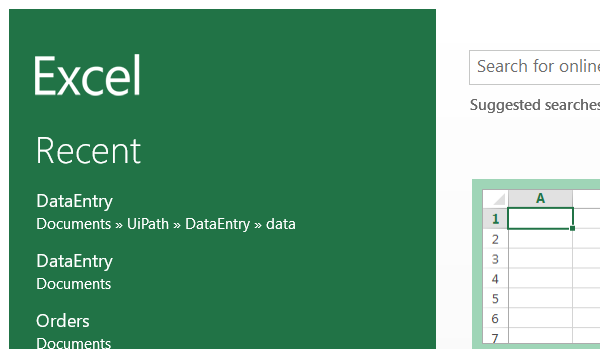 Excel
Recent
DataEntry
Documents » UiPath » DataEntry » data
DataEntry
Documents
Orders
Documents
Search for online
Suggested searches
A
1
2
3
4
5
6
7